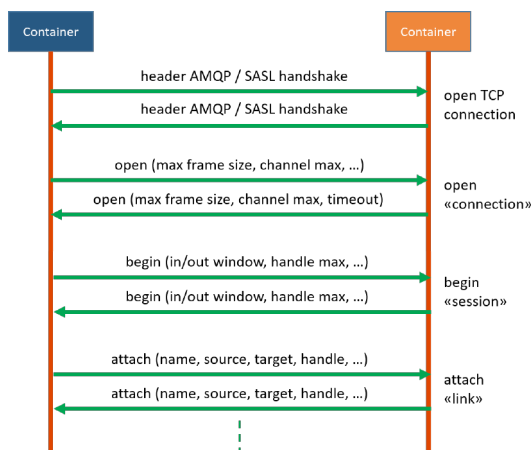 Container
Container
header AMQP / SASL handshake
header AMQP / SASL handshake
open TCP
connection
open (max frame size, channel max, …)
open (max frame size, channel max, timeout)
open
«connection»
begin (in/out window, handle max, …)
begin (in/out window, handle max, …)
begin
«session»
attach (name, source, target, handle, …)
attach (name, source, target, handle, …)
attach
«link»